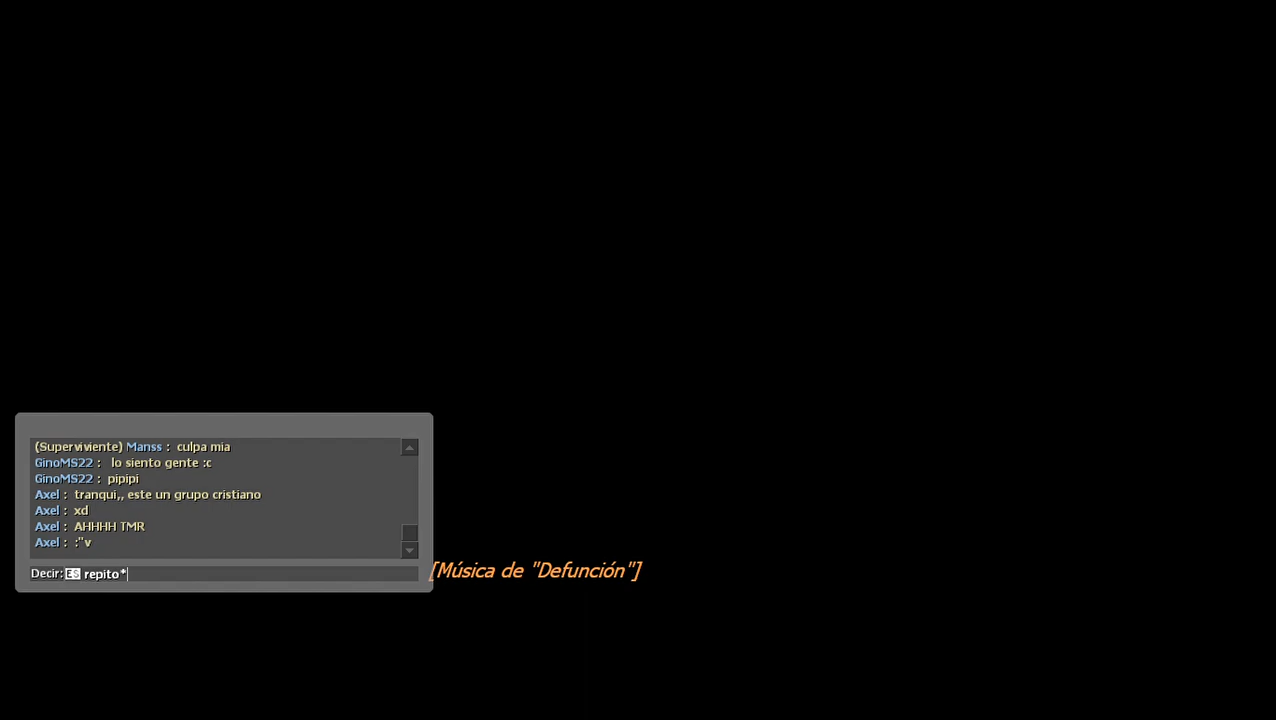 (Superviviente) Manss :  culpa mia
GinoMS22 :  lo siento gente :c
GinoMS22 :  pipipi
Axel :  tranqui,, este un grupo cristiano
Axel :  xd
Axel :  AHHHH TMR
Axel :  :"v
Decir: ES repito*
[Música de "Defunción"]